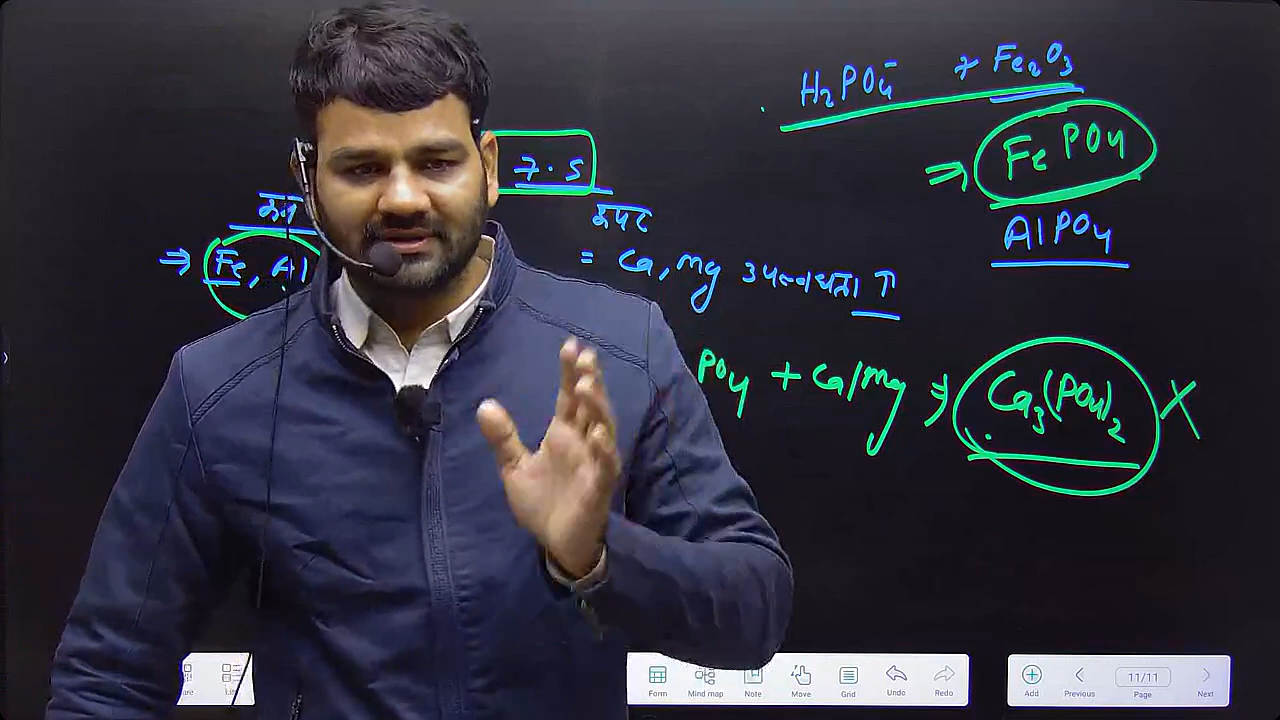 H₂PO₄⁻ + Fe₂O₃
⇒ FePO₄
AlPO₄
7.5
कम
ऊपर
⇒ Fe, Al
= Ca, Mg उपलब्धता ↑
PO₄ + Ca/Mg ⇒ Ca₃(PO₄)₂ X
Form Mind map Note Move Grid Undo Redo
Add Previous 11/11 Page Next